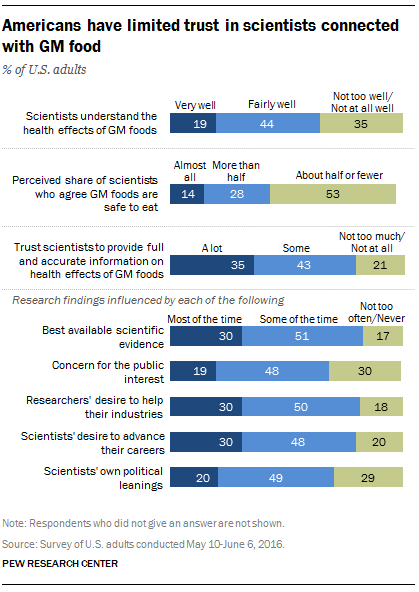 Americans have limited trust in scientists connected
with GM food
% of U.S. adults
Very well
Fairly well
Not too well/
Not at all well
Scientists understand the
health effects of GM foods
19
44
35
Almost
all
More than
half
About half or fewer
Perceived share of scientists
who agree GM foods are
safe to eat
14
28
53
A lot
Some
Not too much/
Not at all
Trust scientists to provide full
and accurate information on
health effects of GM foods
35
43
21
Research findings influenced by each of the following
Most of the time
Some of the time
Not too
often/Never
Best available scientific
evidence
30
51
17
Concern for the public
interest
19
48
30
Researchers' desire to help
their industries
30
50
18
Scientists' desire to advance
their careers
30
48
20
Scientists' own political
leanings
20
49
29
Note: Respondents who did not give an answer are not shown.
Source: Survey of U.S. adults conducted May 10-June 6, 2016.
PEW RESEARCH CENTER